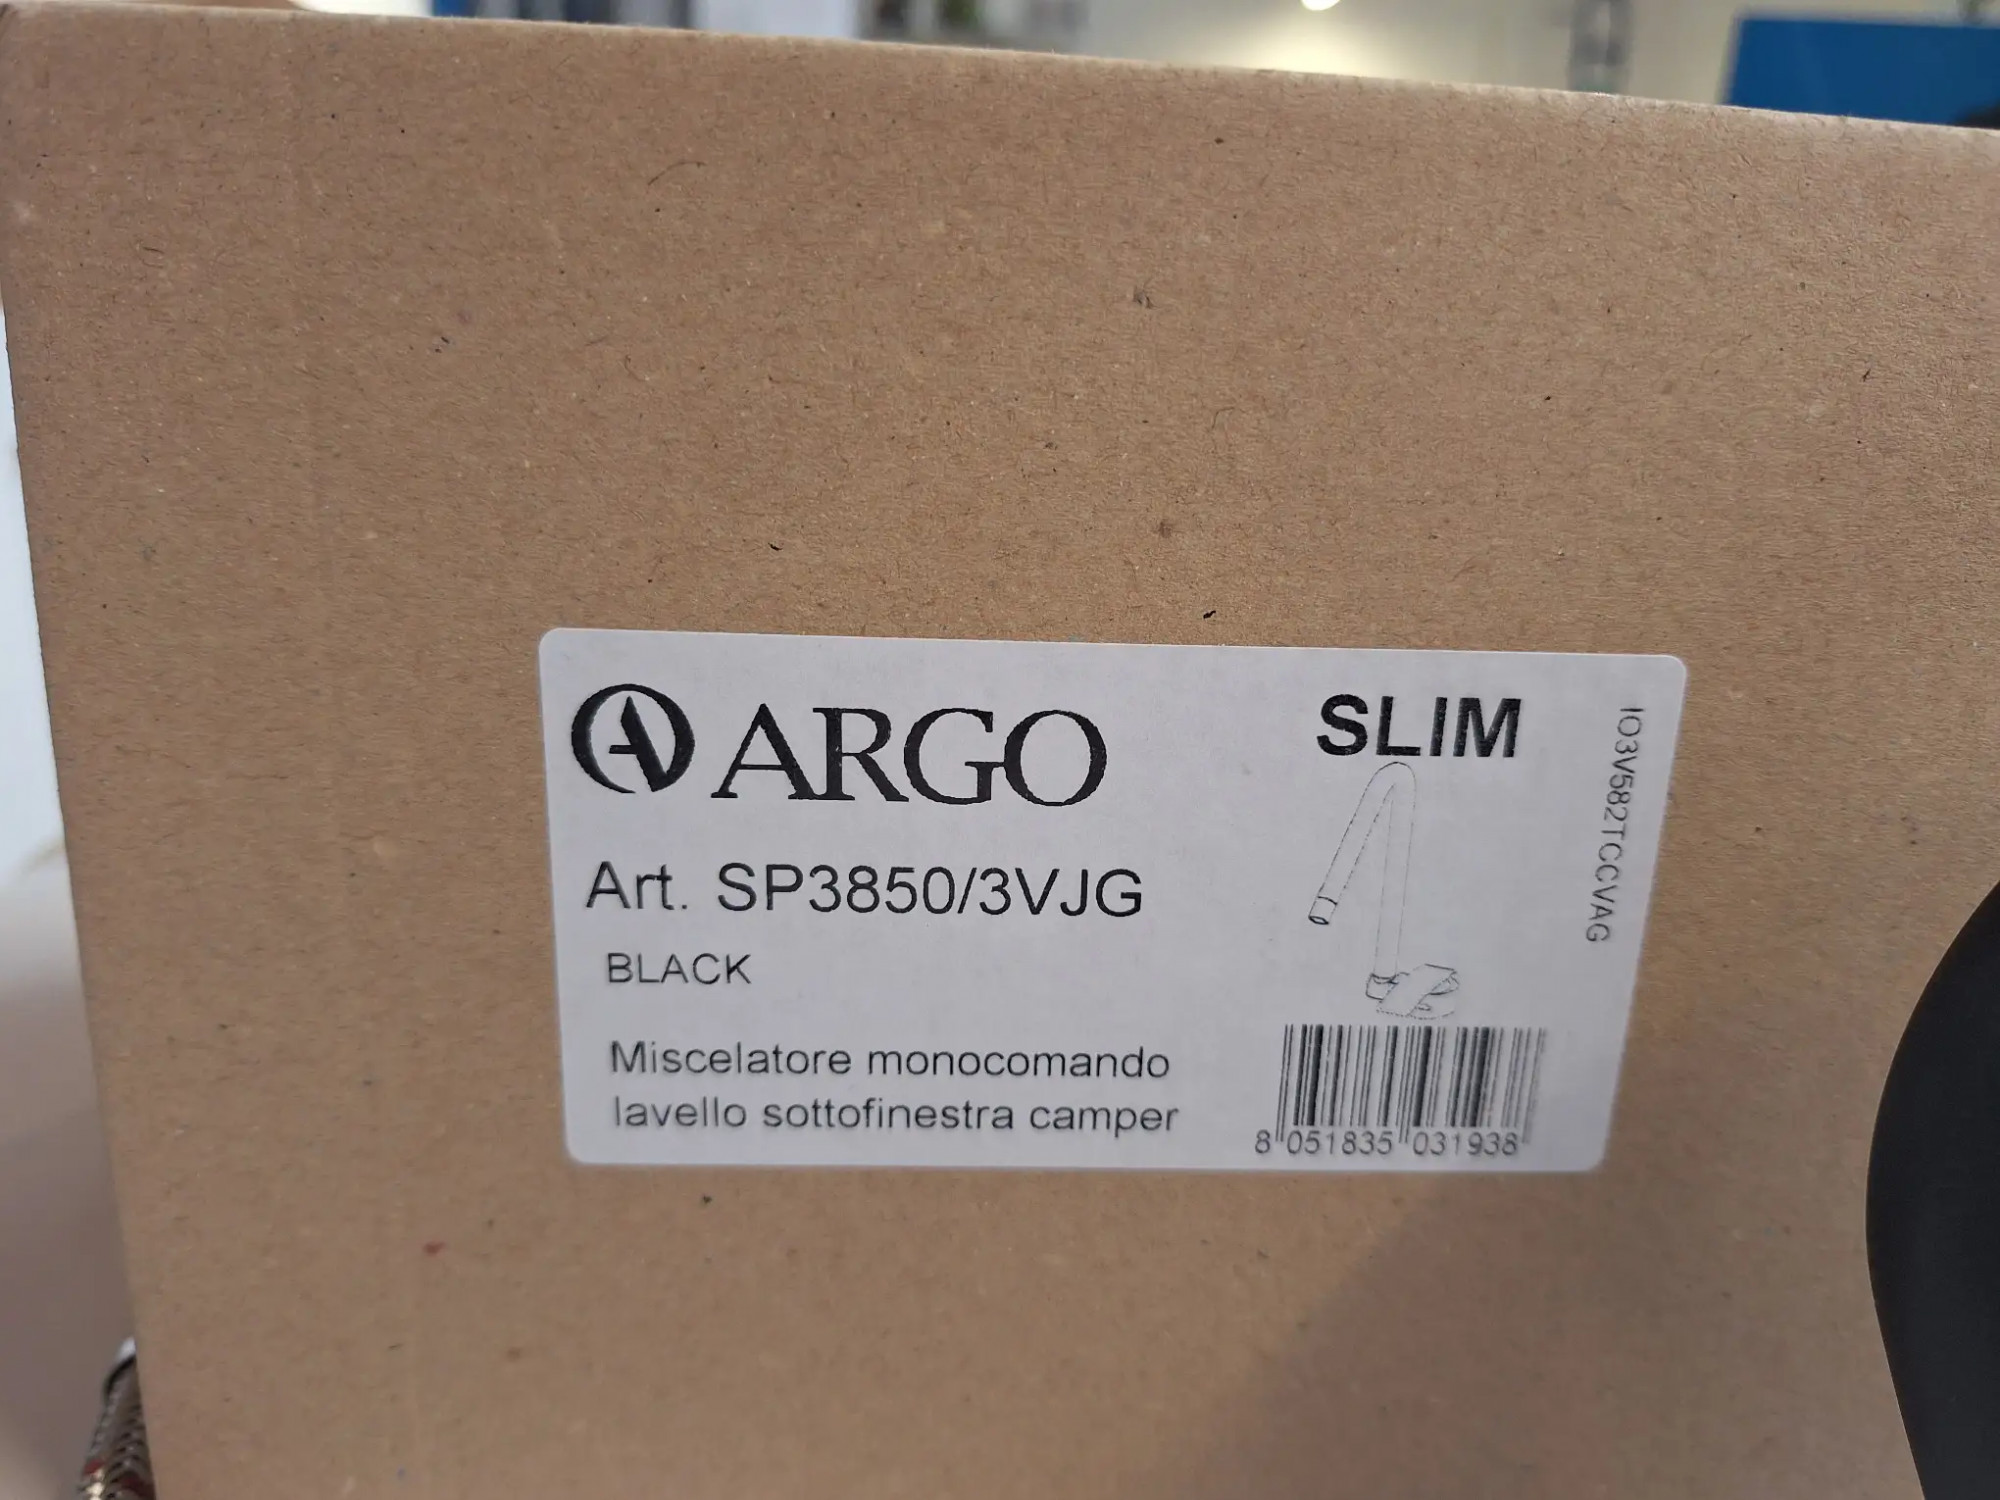 ARGO
SLIM
Art. SP3850/3VJG
BLACK
Miscelatore monocomando
lavello sottofinestra camper
8 051835 031938
IO3V582TCCVAG